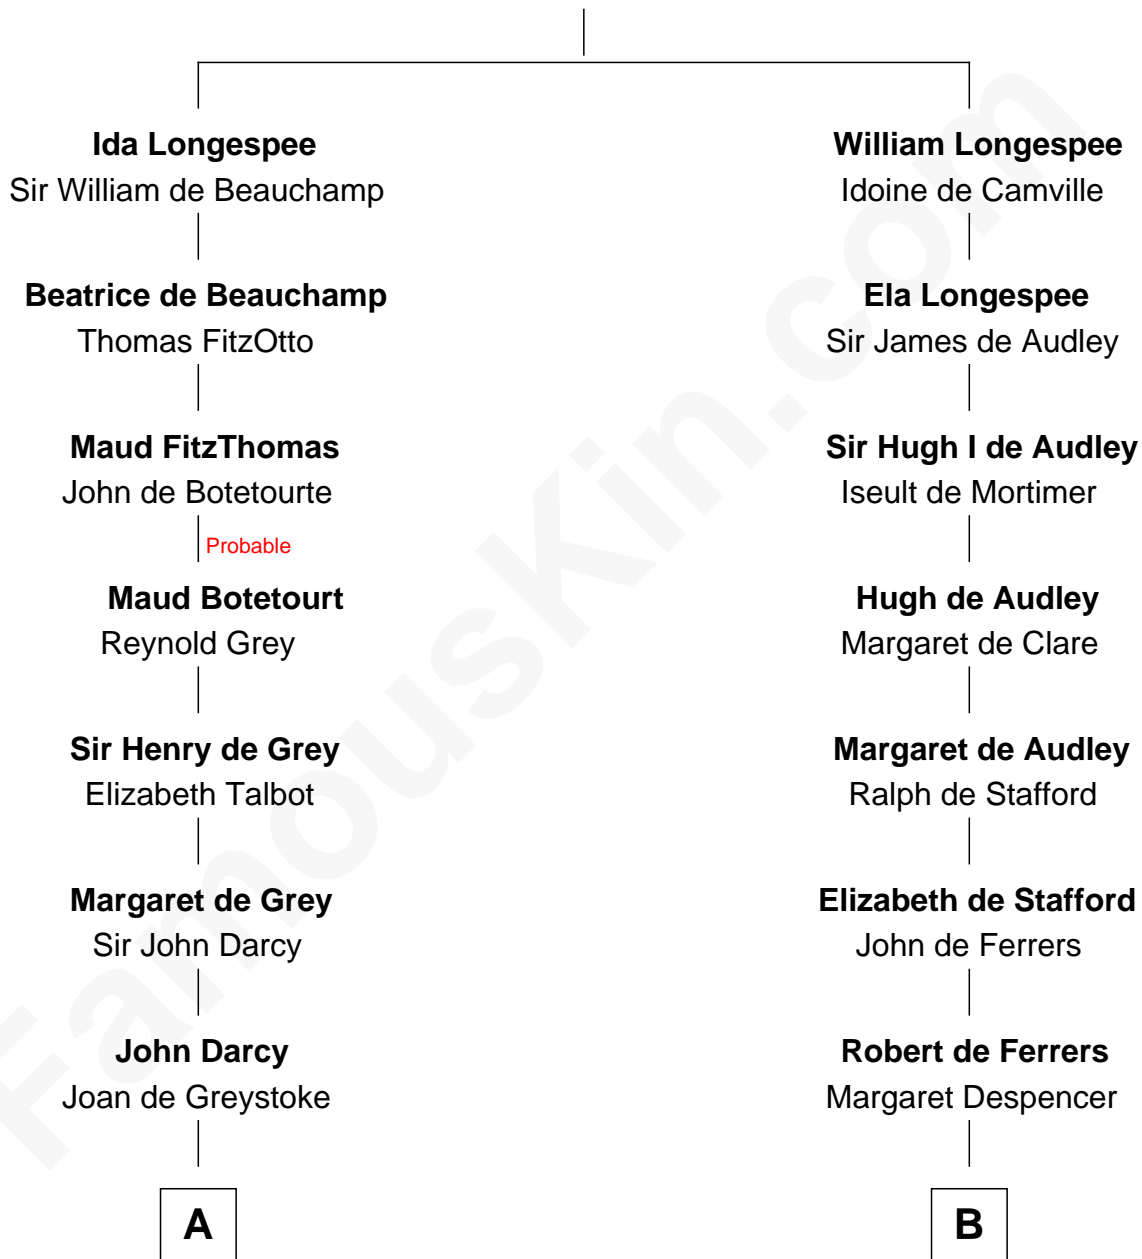 Ida Longespee
Sir William de Beauchamp
Beatrice de Beauchamp
Thomas FitzOtto
Maud FitzThomas
John de Botetourte
Probable
Maud Botetourt
Reynold Grey
Sir Henry de Grey
Elizabeth Talbot
Margaret de Grey
Sir John Darcy
John Darcy
Joan de Greystoke
A
William Longespee
Idoine de Camville
Ela Longespee
Sir James de Audley
Sir Hugh I de Audley
Iseult de Mortimer
Hugh de Audley
Margaret de Clare
Margaret de Audley
Ralph de Stafford
Elizabeth de Stafford
John de Ferrers
Robert de Ferrers
Margaret Despencer
B
FamousKin.com